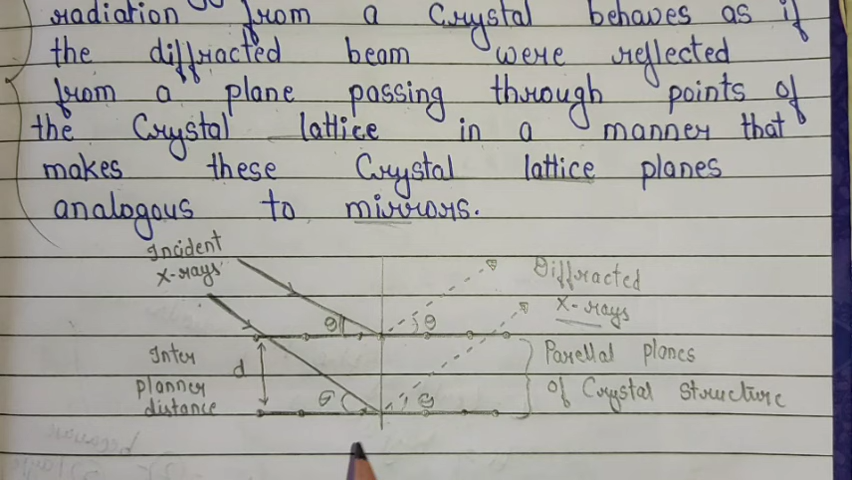 radiation from a Crystal behaves as if
the diffracted beam were reflected
from a plane passing through points of
the Crystal lattice in a manner that
makes these Crystal lattice planes
analogous to mirrors.
Incident
X-rays
Diffracted
X-rays
θ θ
Inter
planner
distance
d
θ θ
Parellal planes
of Crystal structure